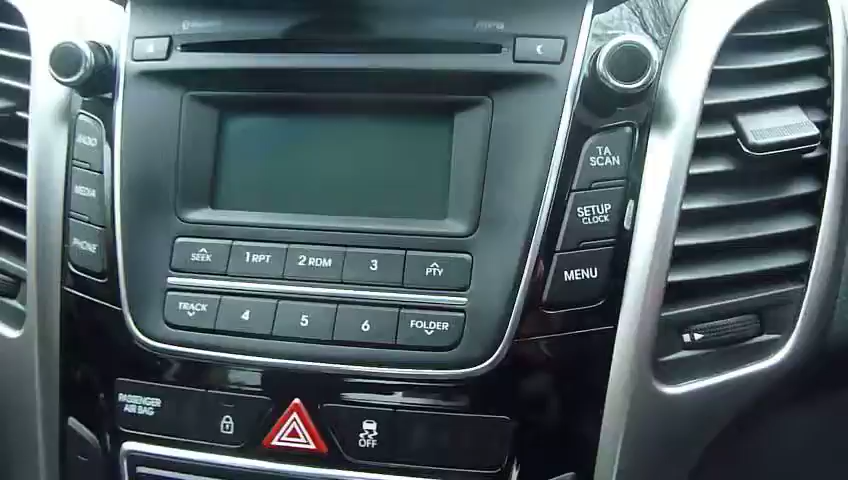 RADIO
MEDIA
PHONE
TA
SCAN
SETUP
CLOCK
MENU
SEEK
1 RPT
2 RDM
3
PTY
TRACK
4
5
6
FOLDER
PASSENGER
AIR BAG
OFF